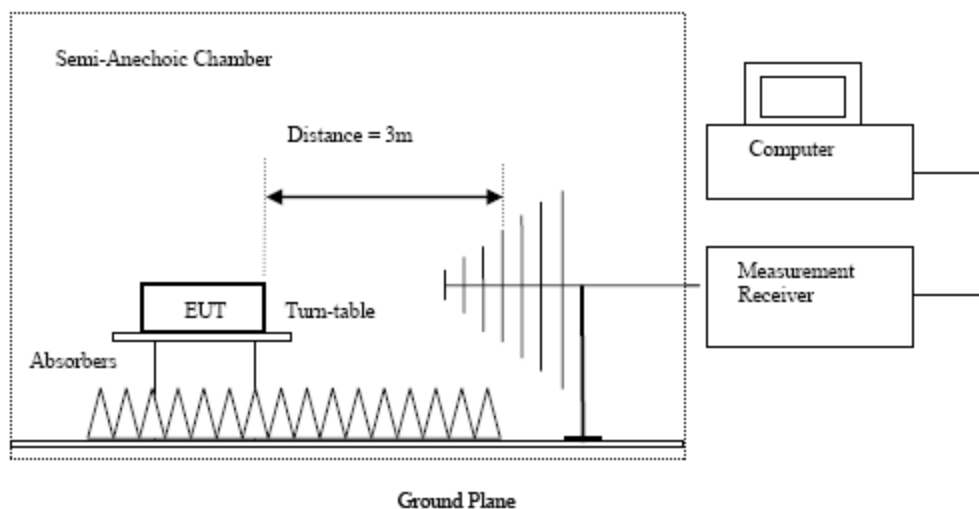 Semi-Anechoic Chamber
Distance = 3m
Computer
Measurement
Receiver
EUT
Turn-table
Absorbers
Ground Plane